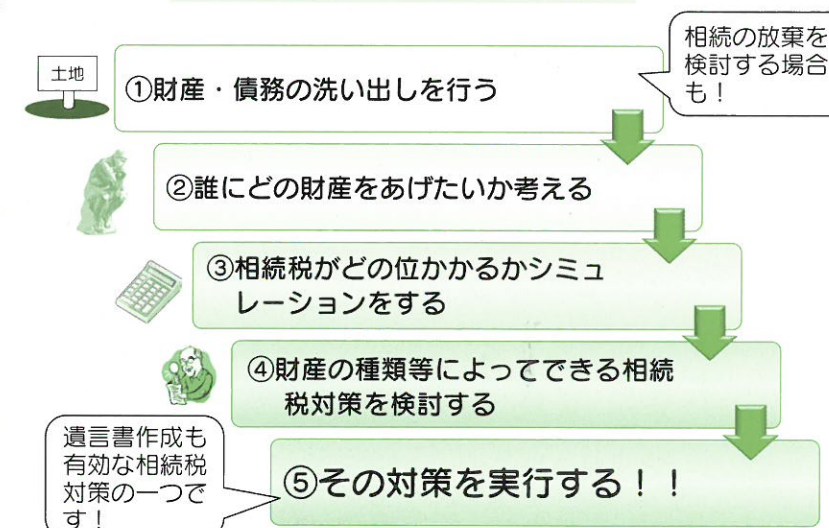 相続の放棄を
検討する場合
も！
土地
①財産・債務の洗い出しを行う
②誰にどの財産をあげたいか考える
③相続税がどの位かかるかシミュ
レーションをする
④財産の種類等によってできる相続
税対策を検討する
遺言書作成も
有効な相続税
対策の一つで
す！
⑤その対策を実行する！！